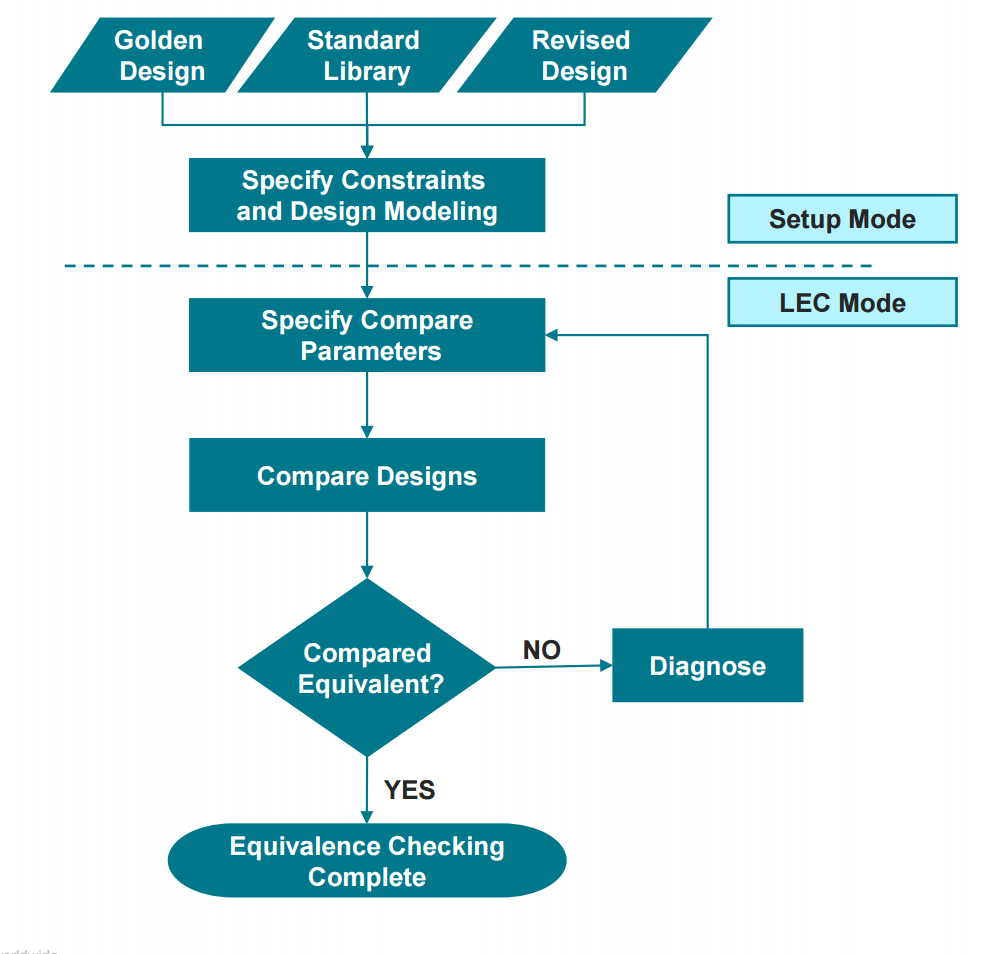 Golden
Design
Standard
Library
Revised
Design
Specify Constraints
and Design Modeling
Setup Mode
LEC Mode
Specify Compare
Parameters
Compare Designs
Compared
Equivalent?
NO
Diagnose
YES
Equivalence Checking
Complete